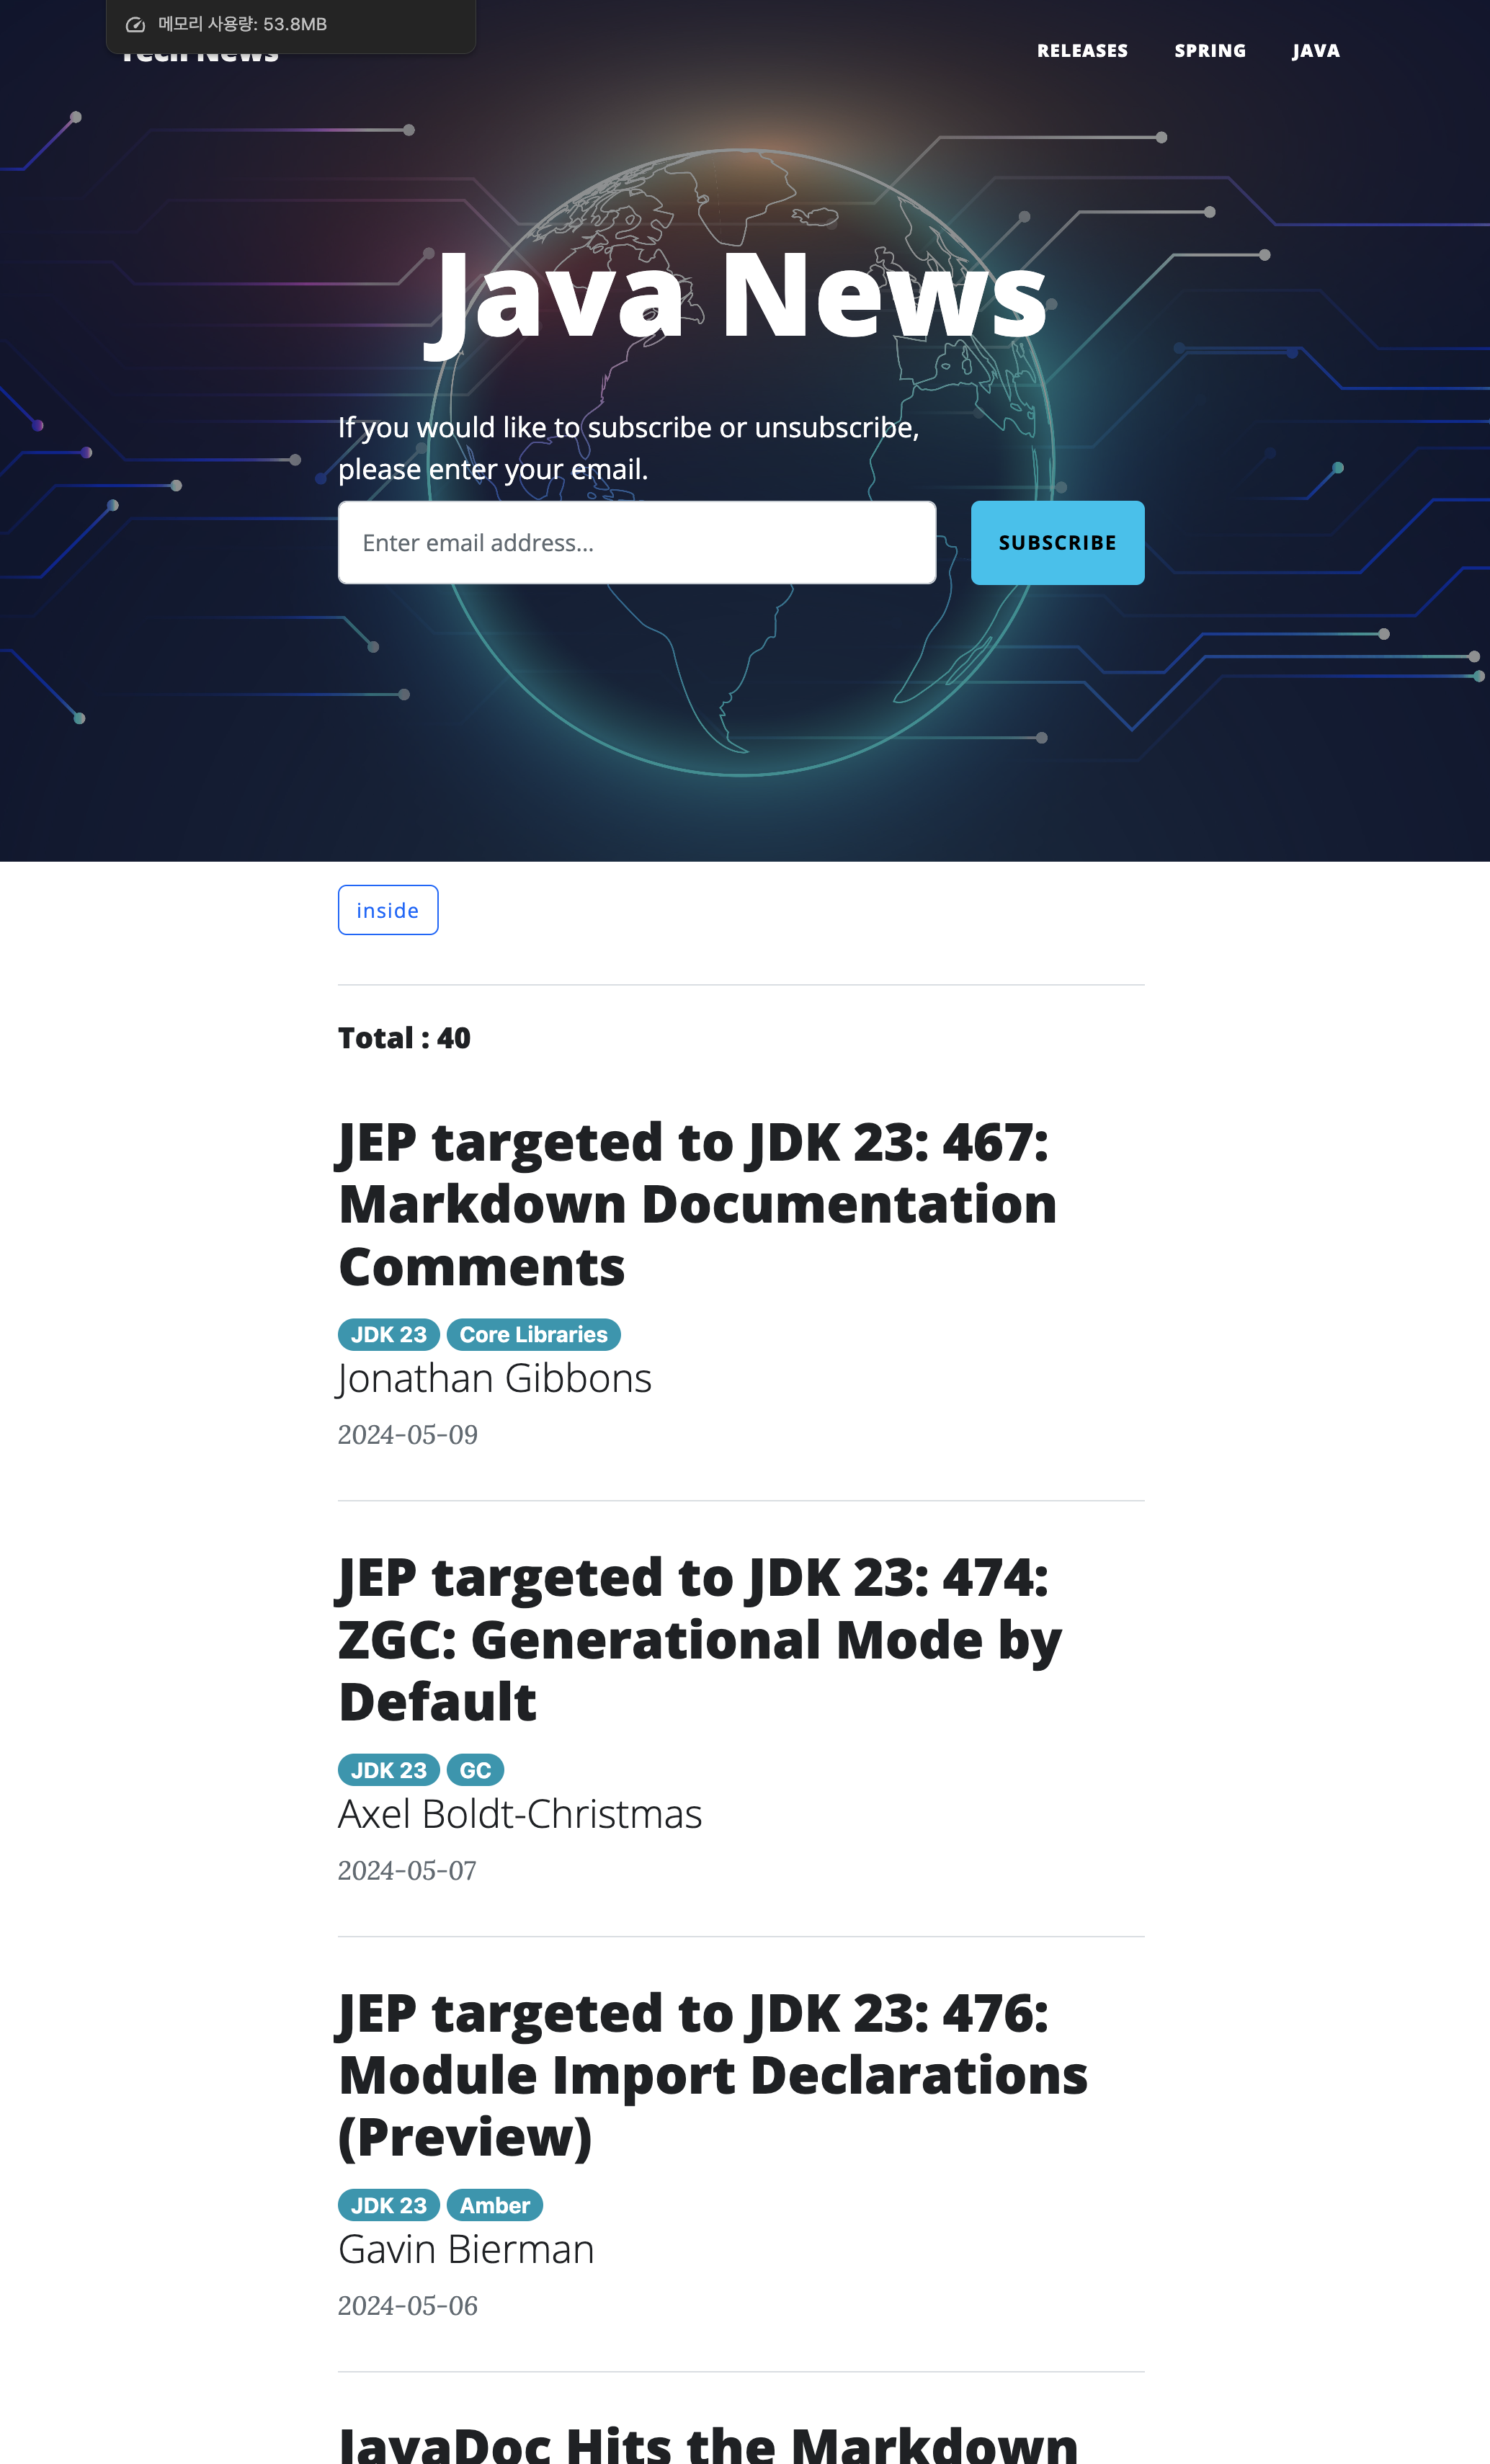 메모리 사용량: 53.8MB
Tech News
RELEASES SPRING JAVA
Java News
If you would like to subscribe or unsubscribe,
please enter your email.
Enter email address...
SUBSCRIBE
inside
Total : 40
JEP targeted to JDK 23: 467:
Markdown Documentation
Comments
JDK 23 Core Libraries
Jonathan Gibbons
2024-05-09
JEP targeted to JDK 23: 474:
ZGC: Generational Mode by
Default
JDK 23 GC
Axel Boldt-Christmas
2024-05-07
JEP targeted to JDK 23: 476:
Module Import Declarations
(Preview)
JDK 23 Amber
Gavin Bierman
2024-05-06
JavaDoc Hits the Markdown